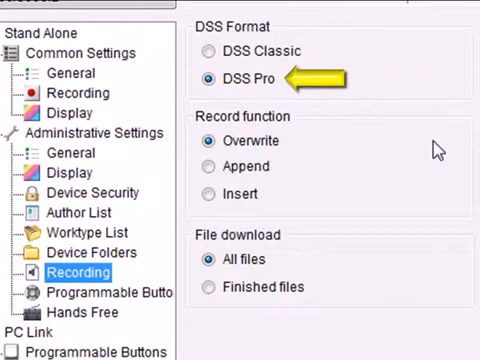 Stand Alone
Common Settings
General
Recording
Display
Administrative Settings
General
Display
Device Security
Author List
Worktype List
Device Folders
Recording
Programmable Butto
Hands Free
PC Link
Programmable Buttons
DSS Format
DSS Classic
DSS Pro
Record function
Overwrite
Append
Insert
File download
All files
Finished files